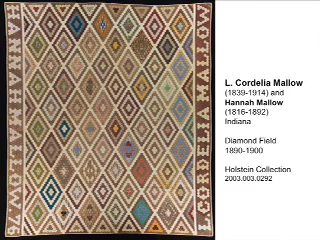 HANNAH MALLOW
L CORDELIA MALLOW
L. Cordelia Mallow
(1839-1914) and
Hannah Mallow
(1816-1892)
Indiana
Diamond Field
1890-1900
Holstein Collection
2003.003.0292